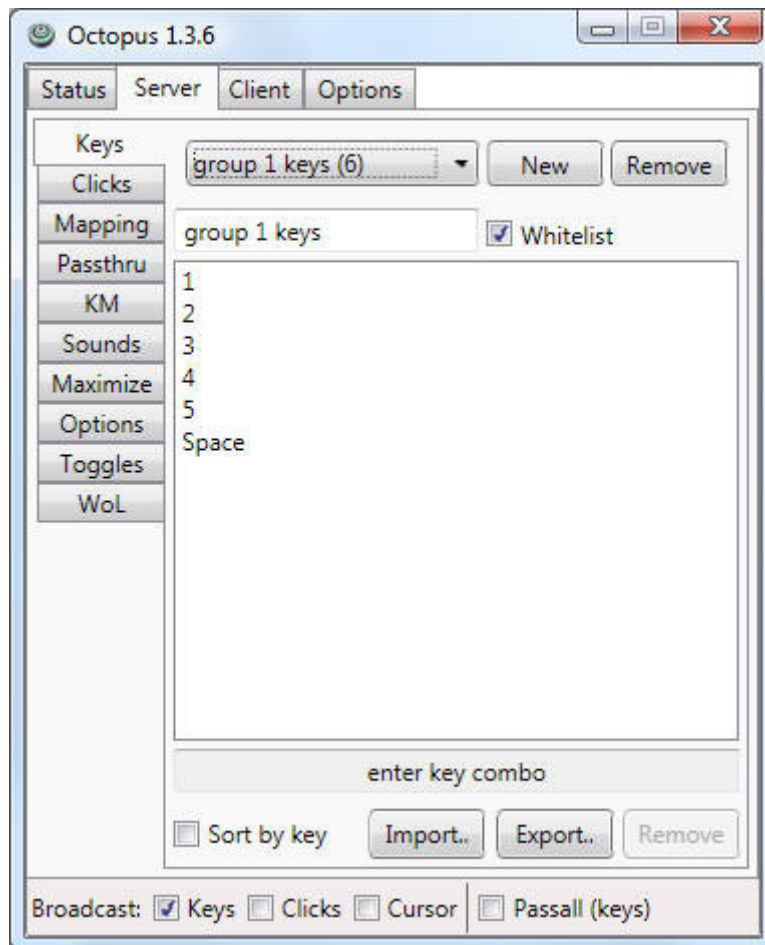 Octopus 1.3.6
Status Server Client Options
Keys
Clicks
Mapping
Passthru
KM
Sounds
Maximize
Options
Toggles
WoL
group 1 keys (6) New Remove
group 1 keys Whitelist
1
2
3
4
5
Space
enter key combo
Sort by key Import.. Export.. Remove
Broadcast: Keys Clicks Cursor Passall (keys)